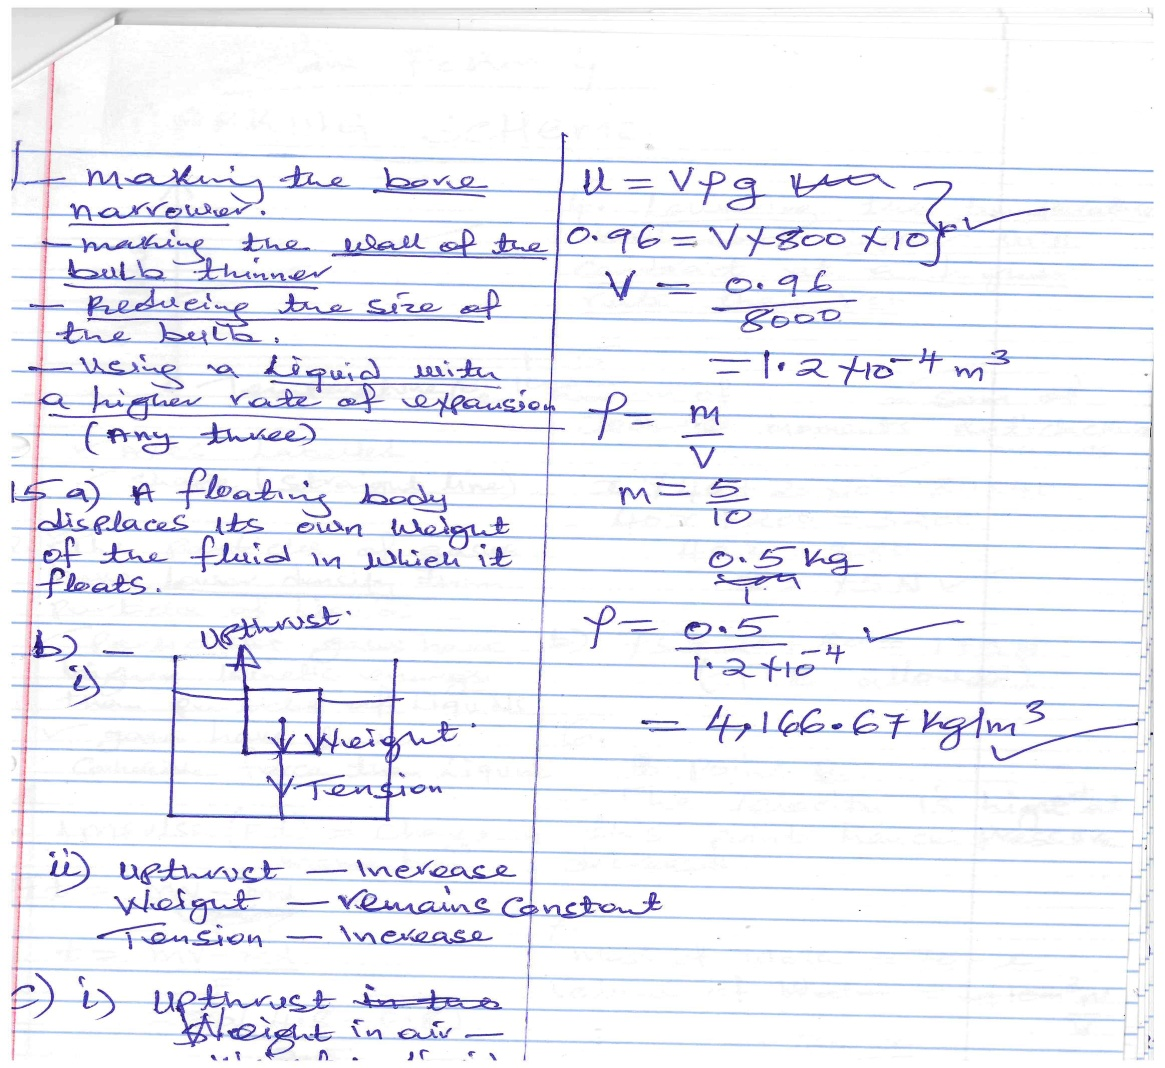 - making the bore
narrower.
- making the wall of the
bulb thinner
- Reducing the size of
the bulb.
- Using a liquid with
a higher rate of expansion
(Any three)
15 a) A floating body
displaces its own weight
of the fluid in which it
floats.
b) -
i)
Upthrust.
Weight.
Tension
ii) Upthrust - Increase
Weight - remains constant
Tension - Increase
c) i) Upthrust in the
Weight in air -
U = Vρg
0.96 = V × 800 × 10
V = 0.96
8000
= 1.2 × 10⁻⁴ m³
ρ = m
V
m = 5
10
0.5 kg
ρ = 0.5
1.2 × 10⁻⁴
= 4,166.67 kg/m³